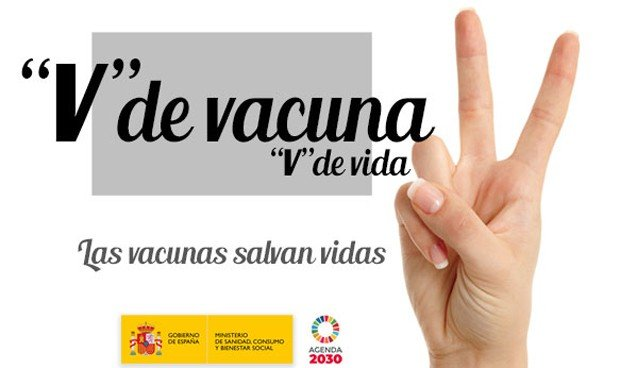 “V” de vacuna
“V” de vida
Las vacunas salvan vidas
GOBIERNO
DE ESPAÑA
MINISTERIO
DE SANIDAD, CONSUMO
Y BIENESTAR SOCIAL
AGENDA
2030